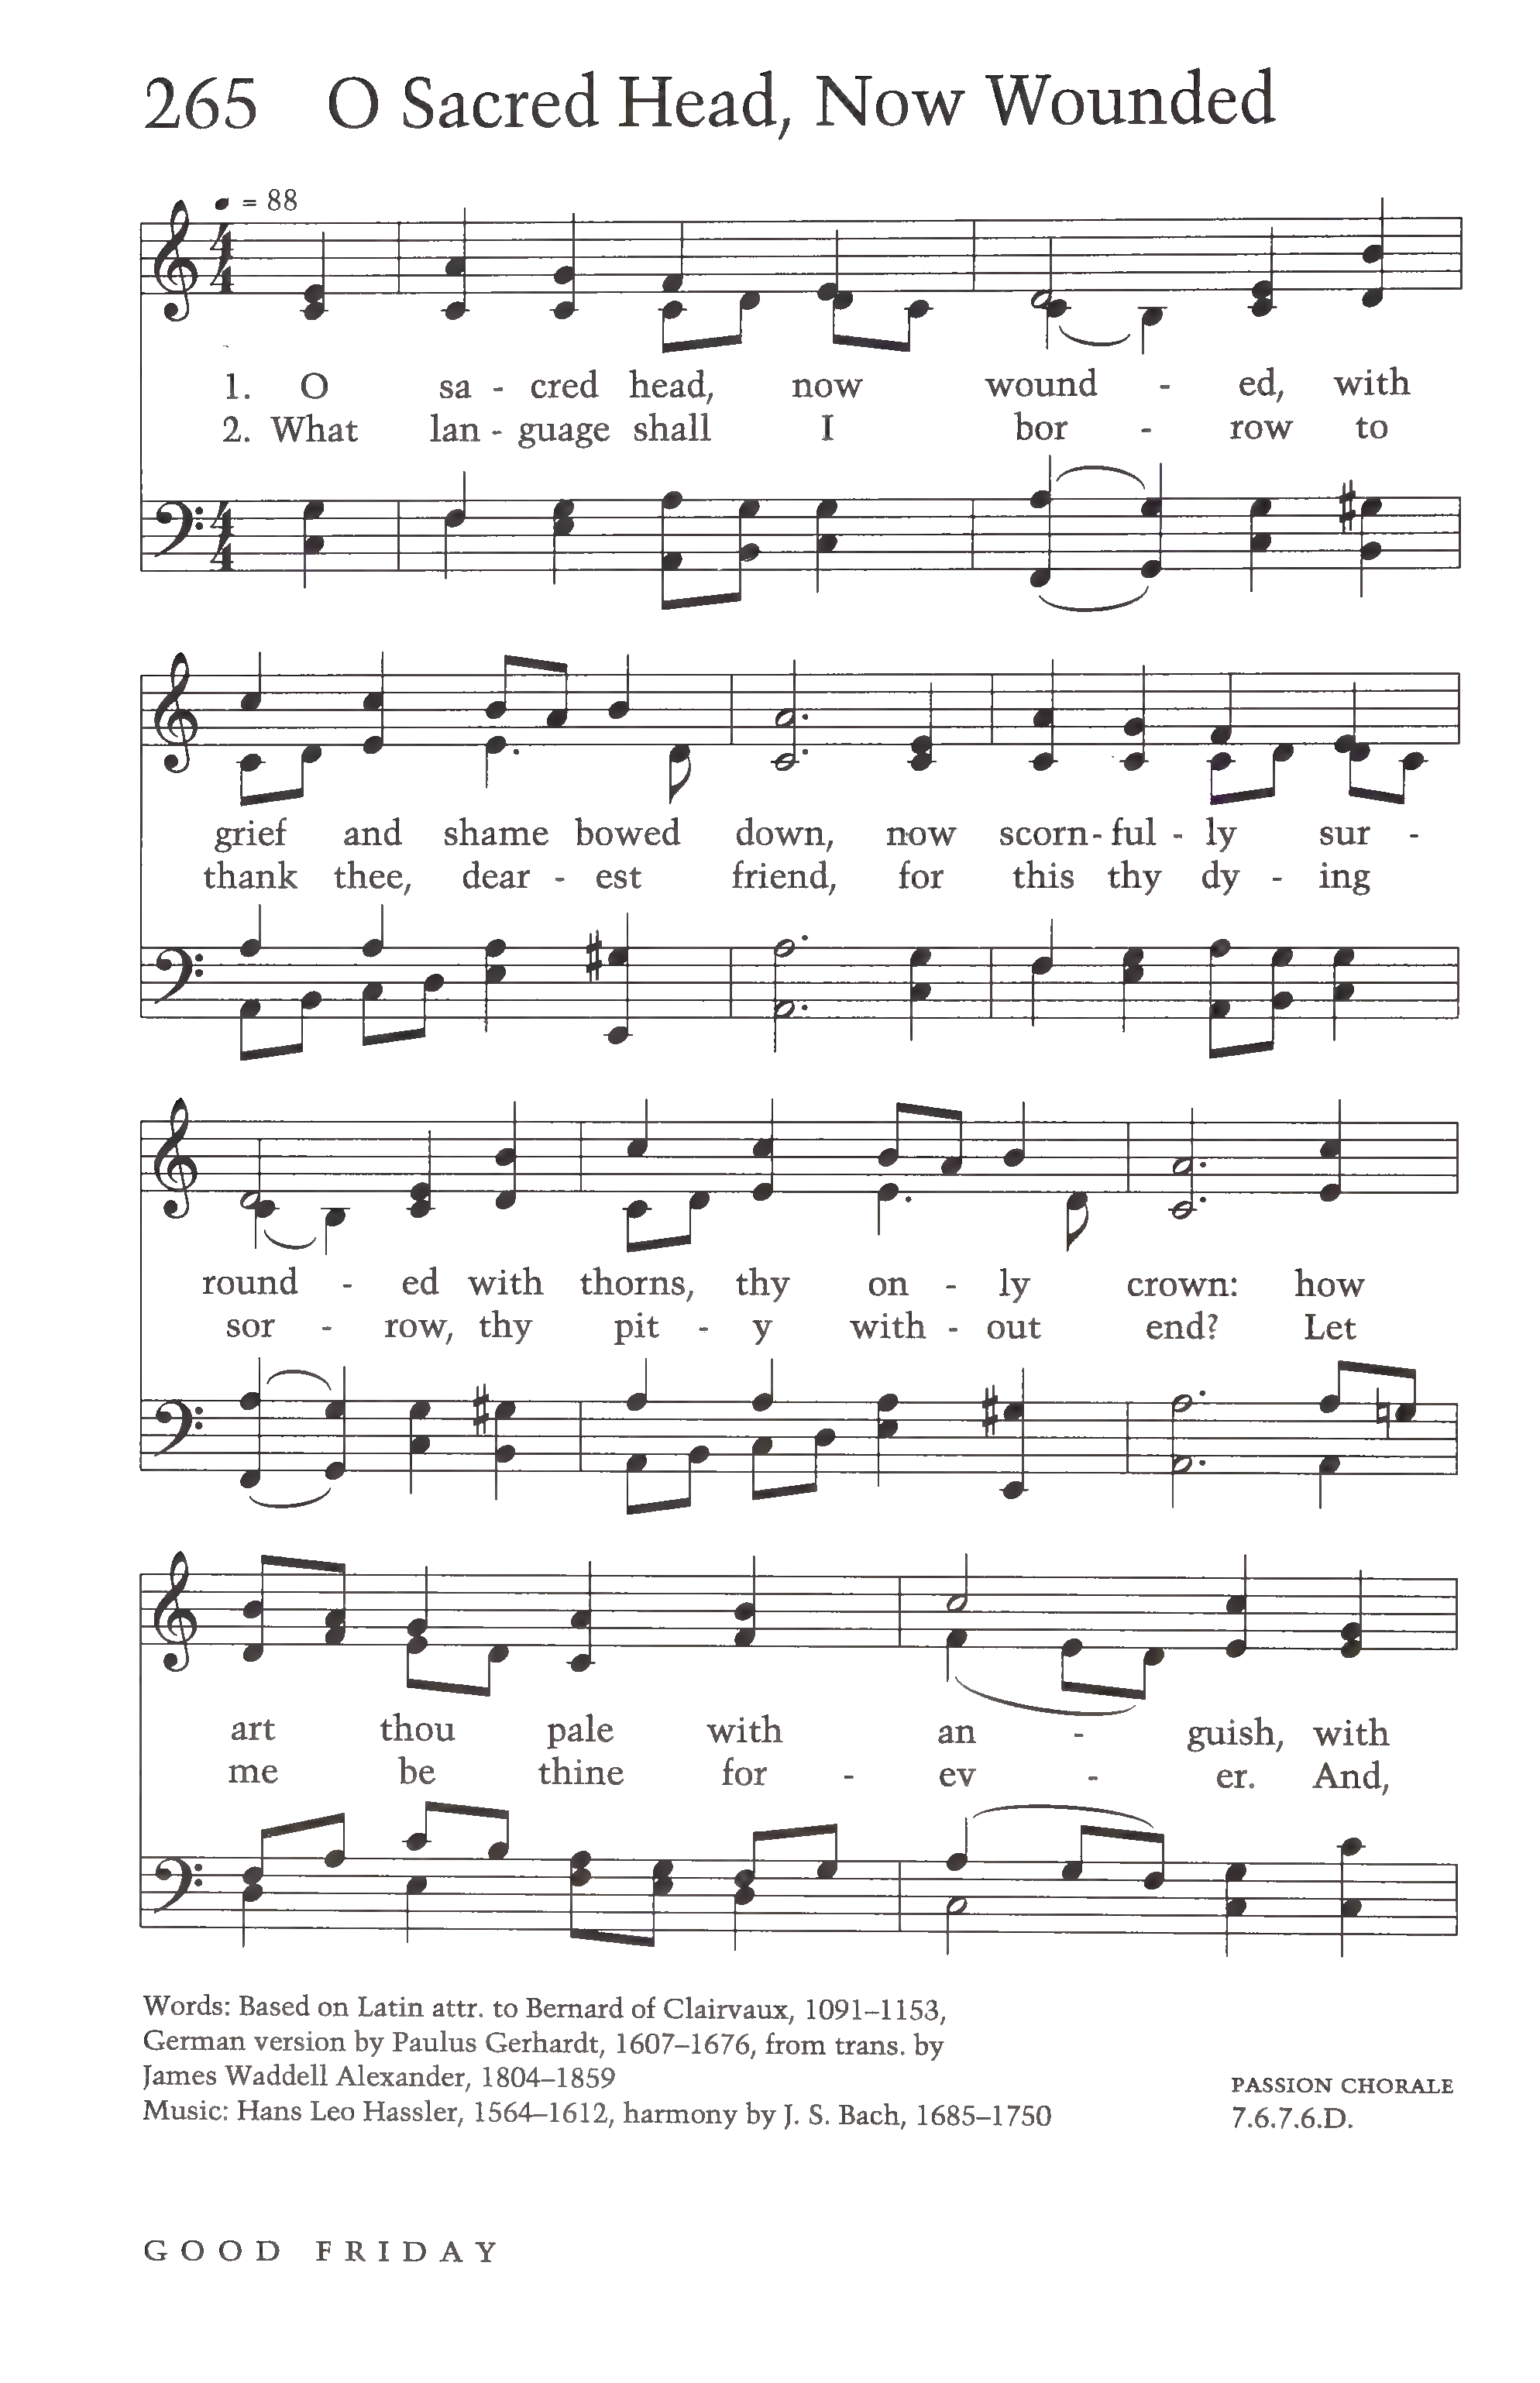 265 O Sacred Head, Now Wounded
= 88
4 4
1. O sa - cred head, now wound - ed, with
2. What lan - guage shall I bor - row to
4 4
grief and shame bowed down, now scorn - ful - ly sur -
thank thee, dear - est friend, for this thy dy - ing
round - ed with thorns, thy on - ly crown: how
sor - row, thy pit - y with - out end? Let
art thou pale with an - guish, with
me be thine for - ev - er. And,
Words: Based on Latin attr. to Bernard of Clairvaux, 1091–1153,
German version by Paulus Gerhardt, 1607–1676, from trans. by
James Waddell Alexander, 1804–1859
Music: Hans Leo Hassler, 1564–1612, harmony by J. S. Bach, 1685–1750
PASSION CHORALE
7.6.7.6.D.
GOOD FRIDAY